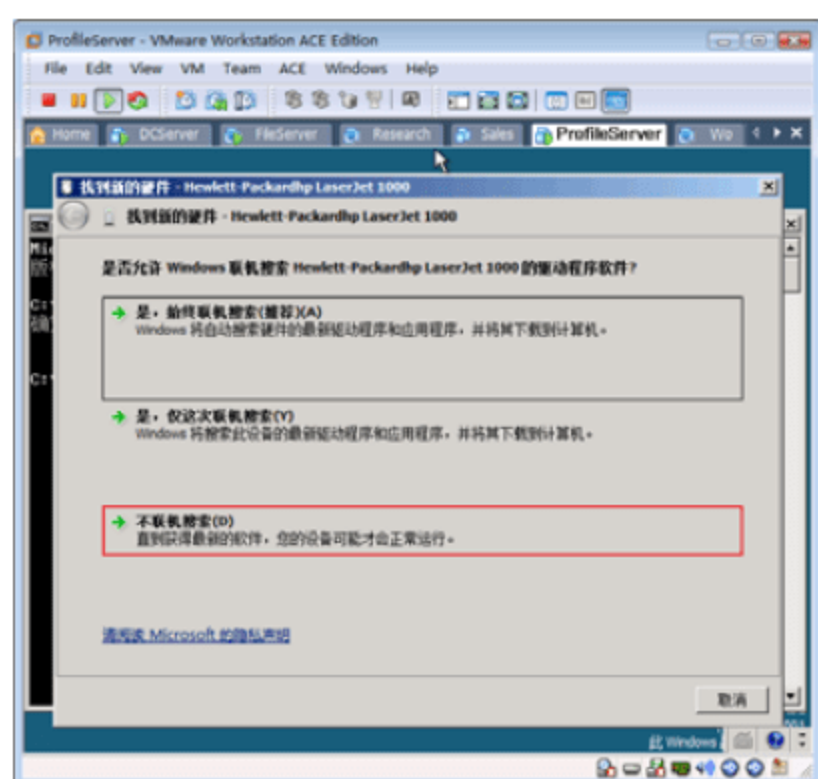 ProfileServer - VMware Workstation ACE Edition
File Edit View VM Team ACE Windows Help
Home DCServer FileServer Research Sales ProfileServer Wo
找到新的硬件 - Hewlett-Packardhp LaserJet 1000
找到新的硬件 - Hewlett-Packardhp LaserJet 1000
是否允许 Windows 联机搜索 Hewlett-Packardhp LaserJet 1000 的驱动程序软件?
是，始终联机搜索(推荐)(A)
Windows 将自动搜索硬件的最新驱动程序和应用程序，并将其下载到计算机。
是，仅这次联机搜索(Y)
Windows 将搜索此设备的最新驱动程序和应用程序，并将其下载到计算机。
不联机搜索(D)
直到获得最新的软件，您的设备可能才会正常运行。
请阅读 Microsoft 的隐私声明
取消
此 Windows